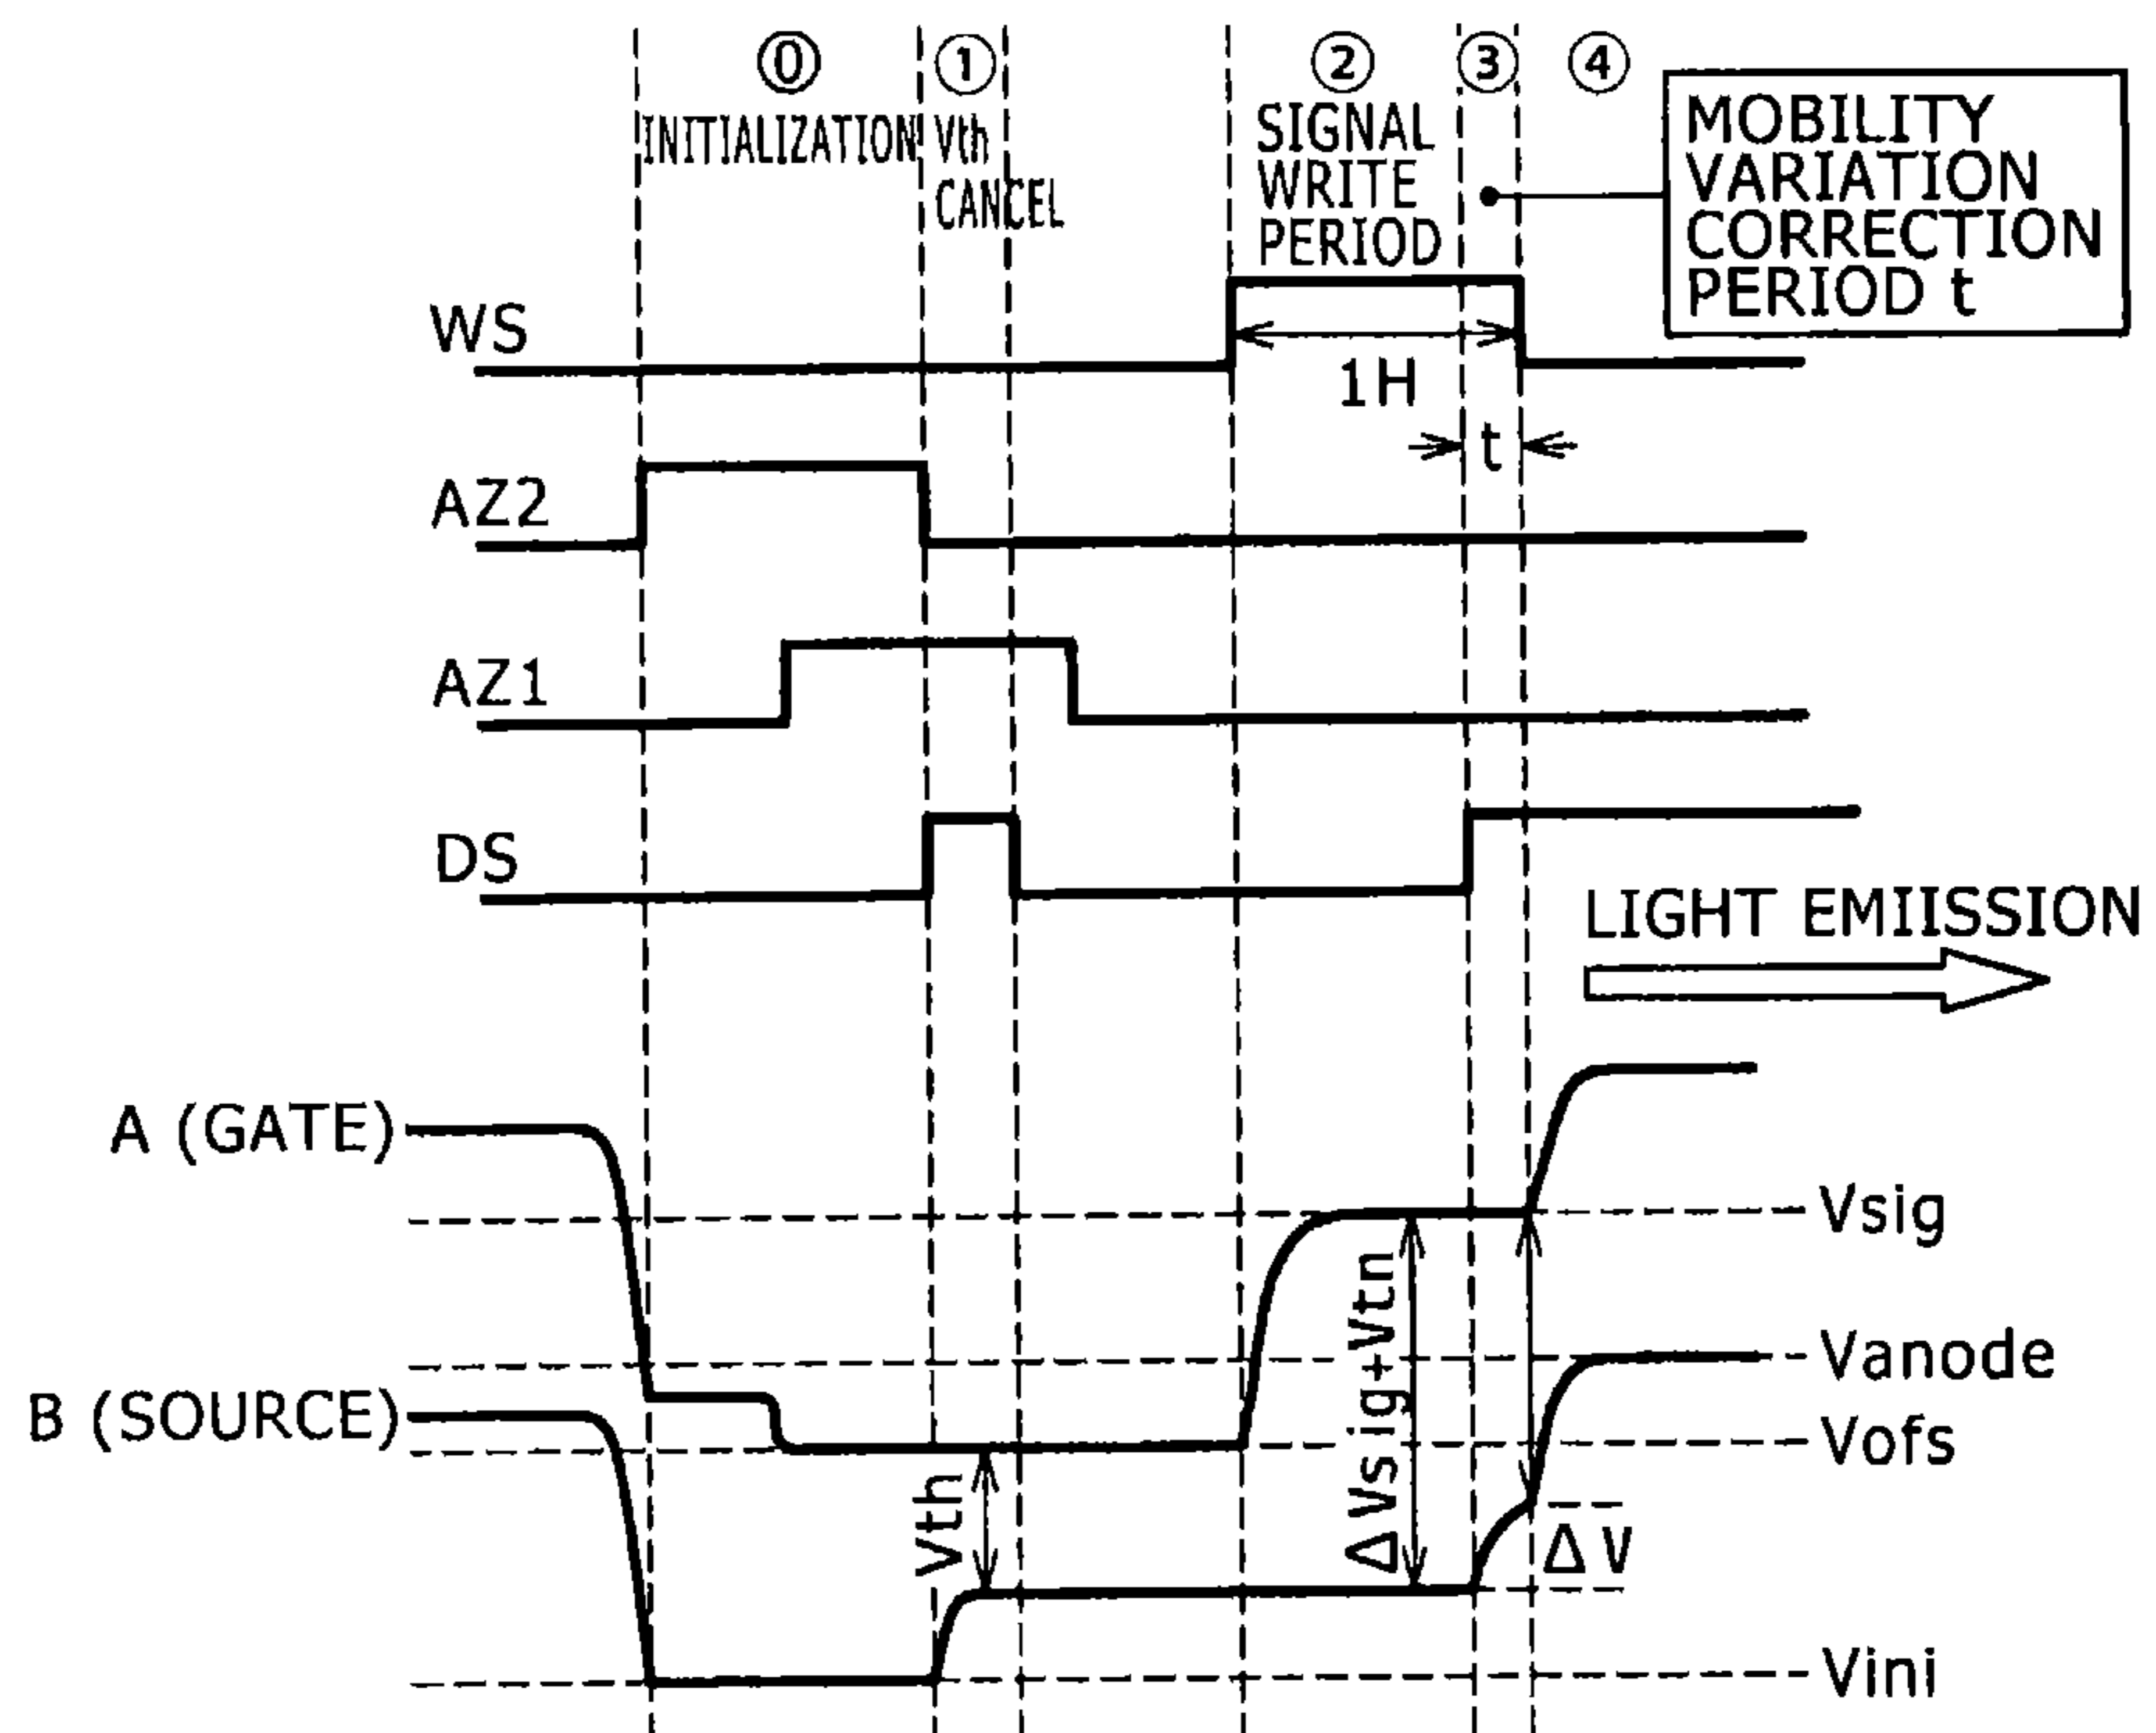 ⓪ ① ② ③ ④
INITIALIZATION
Vth
CANCEL
SIGNAL
WRITE
PERIOD
MOBILITY
VARIATION
CORRECTION
PERIOD t
WS
1H
t
AZ2
AZ1
DS
LIGHT EMIISSION
A (GATE)
Vsig
ΔVsig+Vtn
Vanode
B (SOURCE)
Vofs
Vth
ΔV
Vini